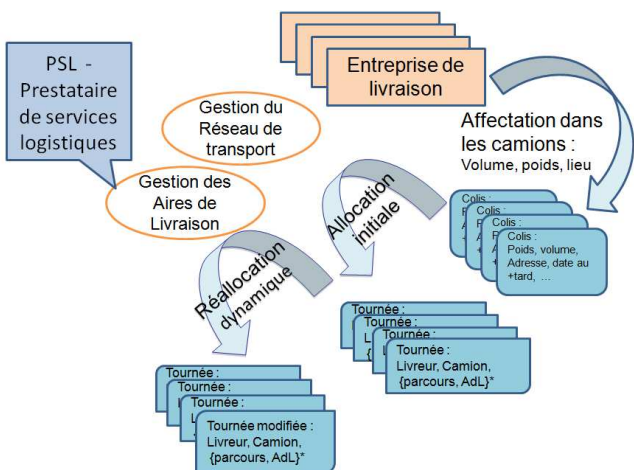 PSL -
Prestataire
de services
logistiques
Gestion du
Réseau de
transport
Gestion des
Aires de
Livraison
Entreprise de
livraison
Affectation dans
les camions :
Volume, poids, lieu
Allocation
initiale
Réallocation
dynamique
Colis :
Colis :
Colis :
Colis :
Poids, volume,
Adresse, date au
+tard, ...
Tournée :
Tournée :
Tournée :
Tournée :
Livreur, Camion,
{parcours, AdL}*
Tournée :
Tournée :
Tournée :
Tournée modifiée :
Livreur, Camion,
{parcours, AdL}*